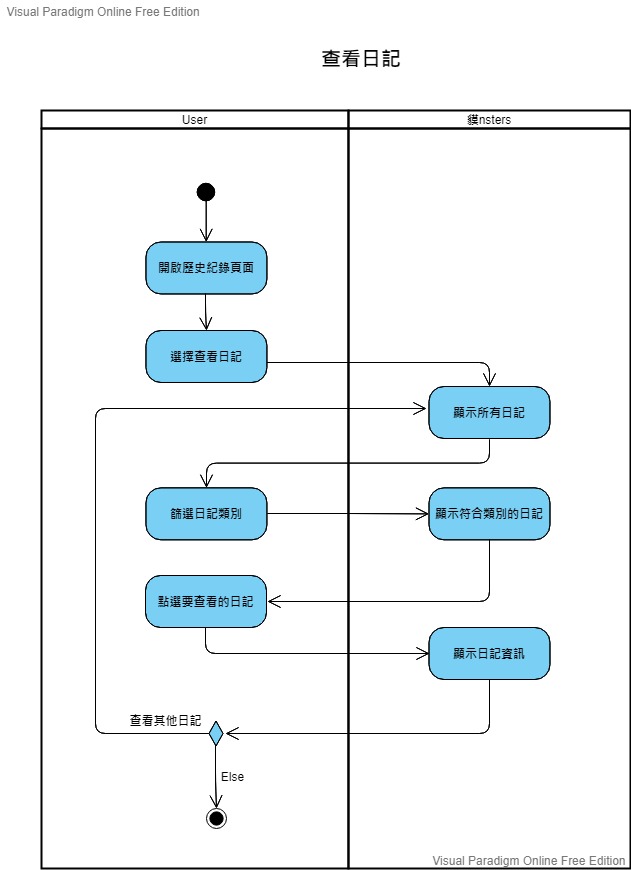 Visual Paradigm Online Free Edition
查看日記
User
貘nsters
開啟歷史紀錄頁面
選擇查看日記
顯示所有日記
篩選日記類別
顯示符合類別的日記
點選要查看的日記
顯示日記資訊
查看其他日記
Else
Visual Paradigm Online Free Edition